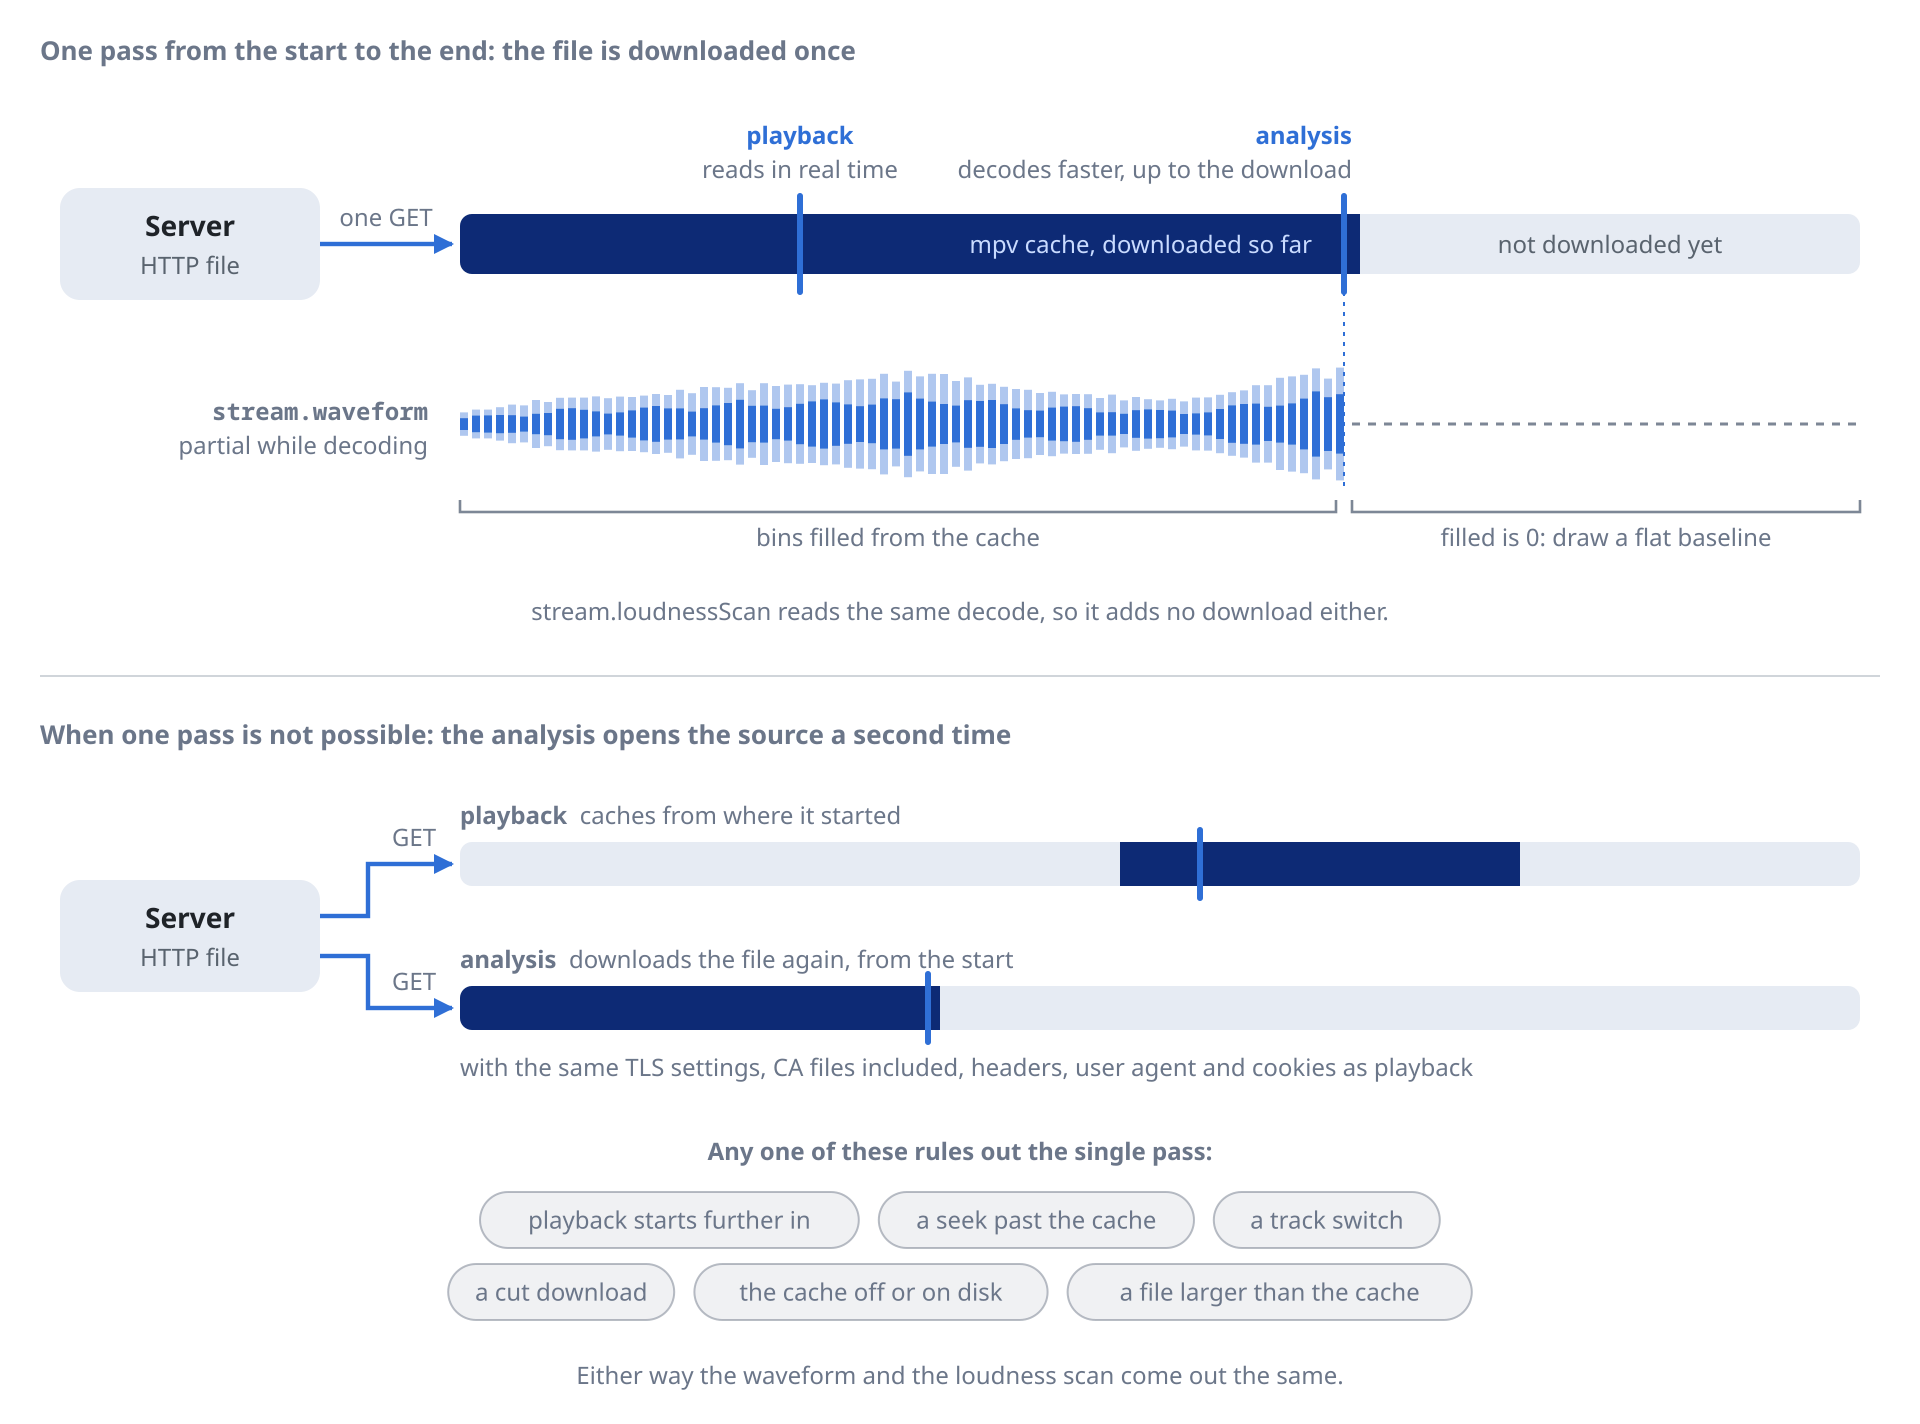 One pass from the start to the end: the file is downloaded once
playback
reads in real time
analysis
decodes faster, up to the download
Server
HTTP file
one GET
mpv cache, downloaded so far
not downloaded yet
stream.waveform
partial while decoding
bins filled from the cache
filled is 0: draw a flat baseline
stream.loudnessScan reads the same decode, so it adds no download either.
When one pass is not possible: the analysis opens the source a second time
playback caches from where it started
GET
Server
HTTP file
analysis downloads the file again, from the start
GET
with the same TLS settings, CA files included, headers, user agent and cookies as playback
Any one of these rules out the single pass:
playback starts further in
a seek past the cache
a track switch
a cut download
the cache off or on disk
a file larger than the cache
Either way the waveform and the loudness scan come out the same.